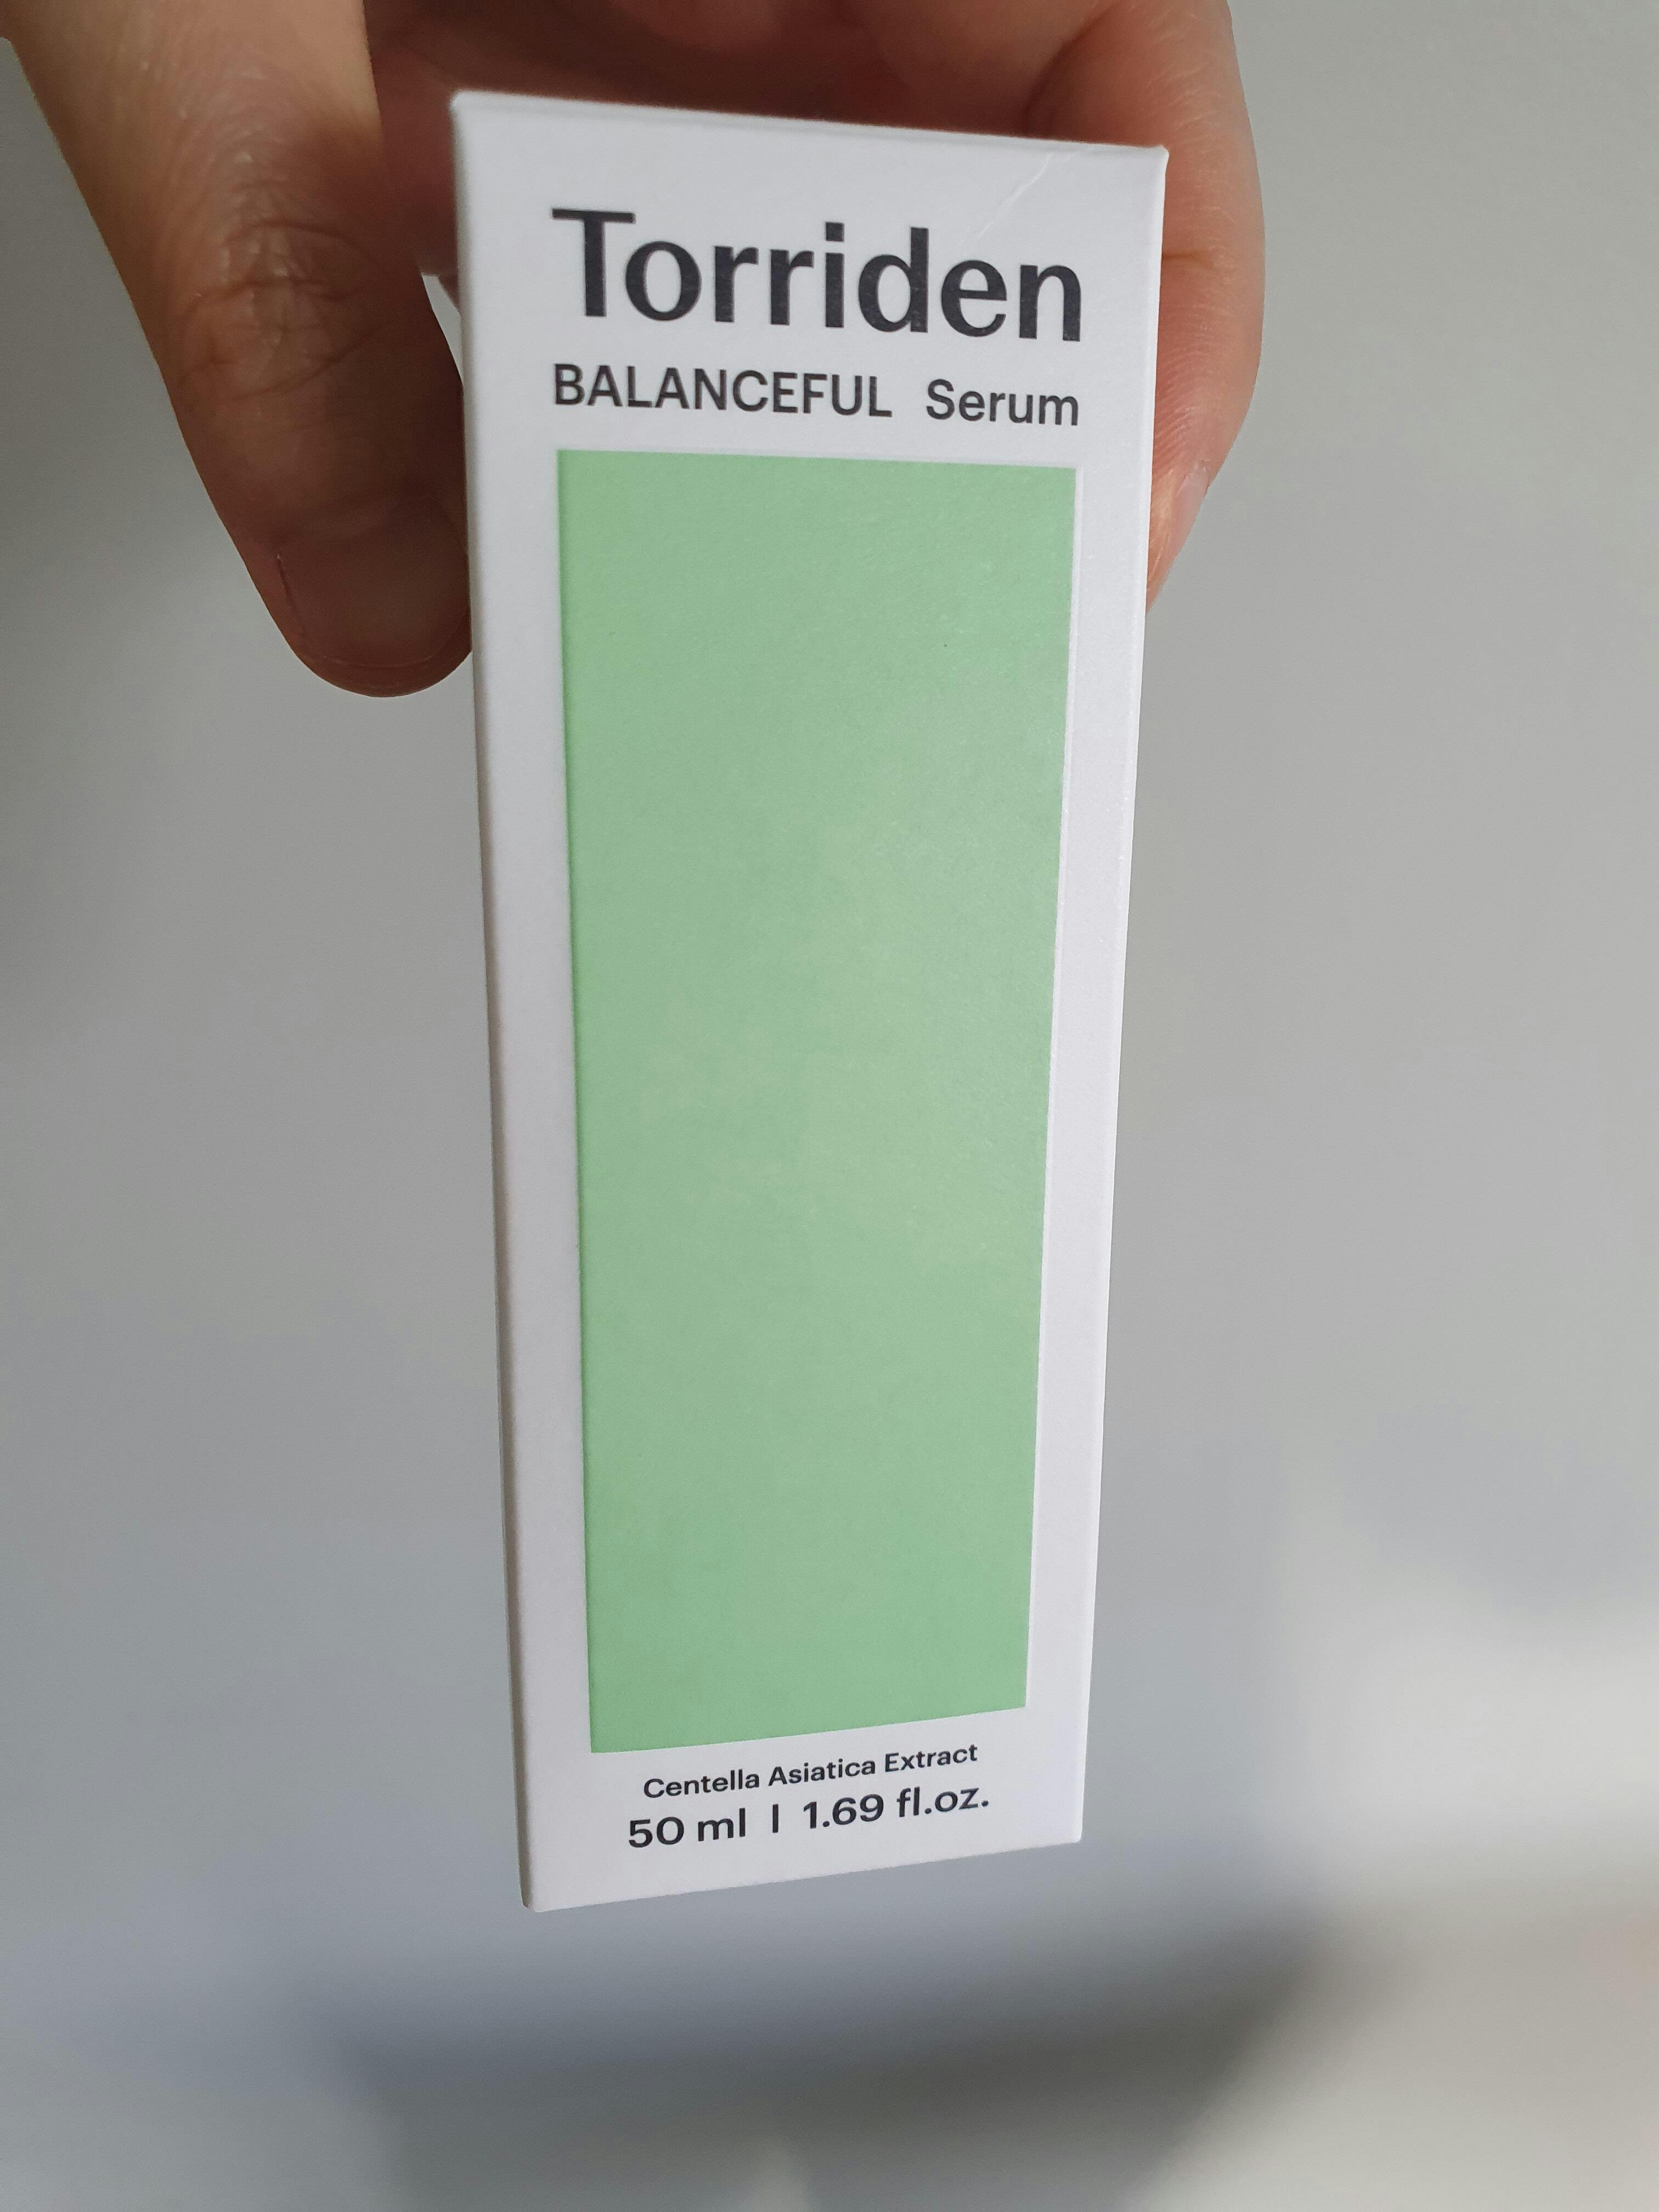 Torriden
BALANCEFUL Serum
Centella Asiatica Extract
50 ml | 1.69 fl.oz.